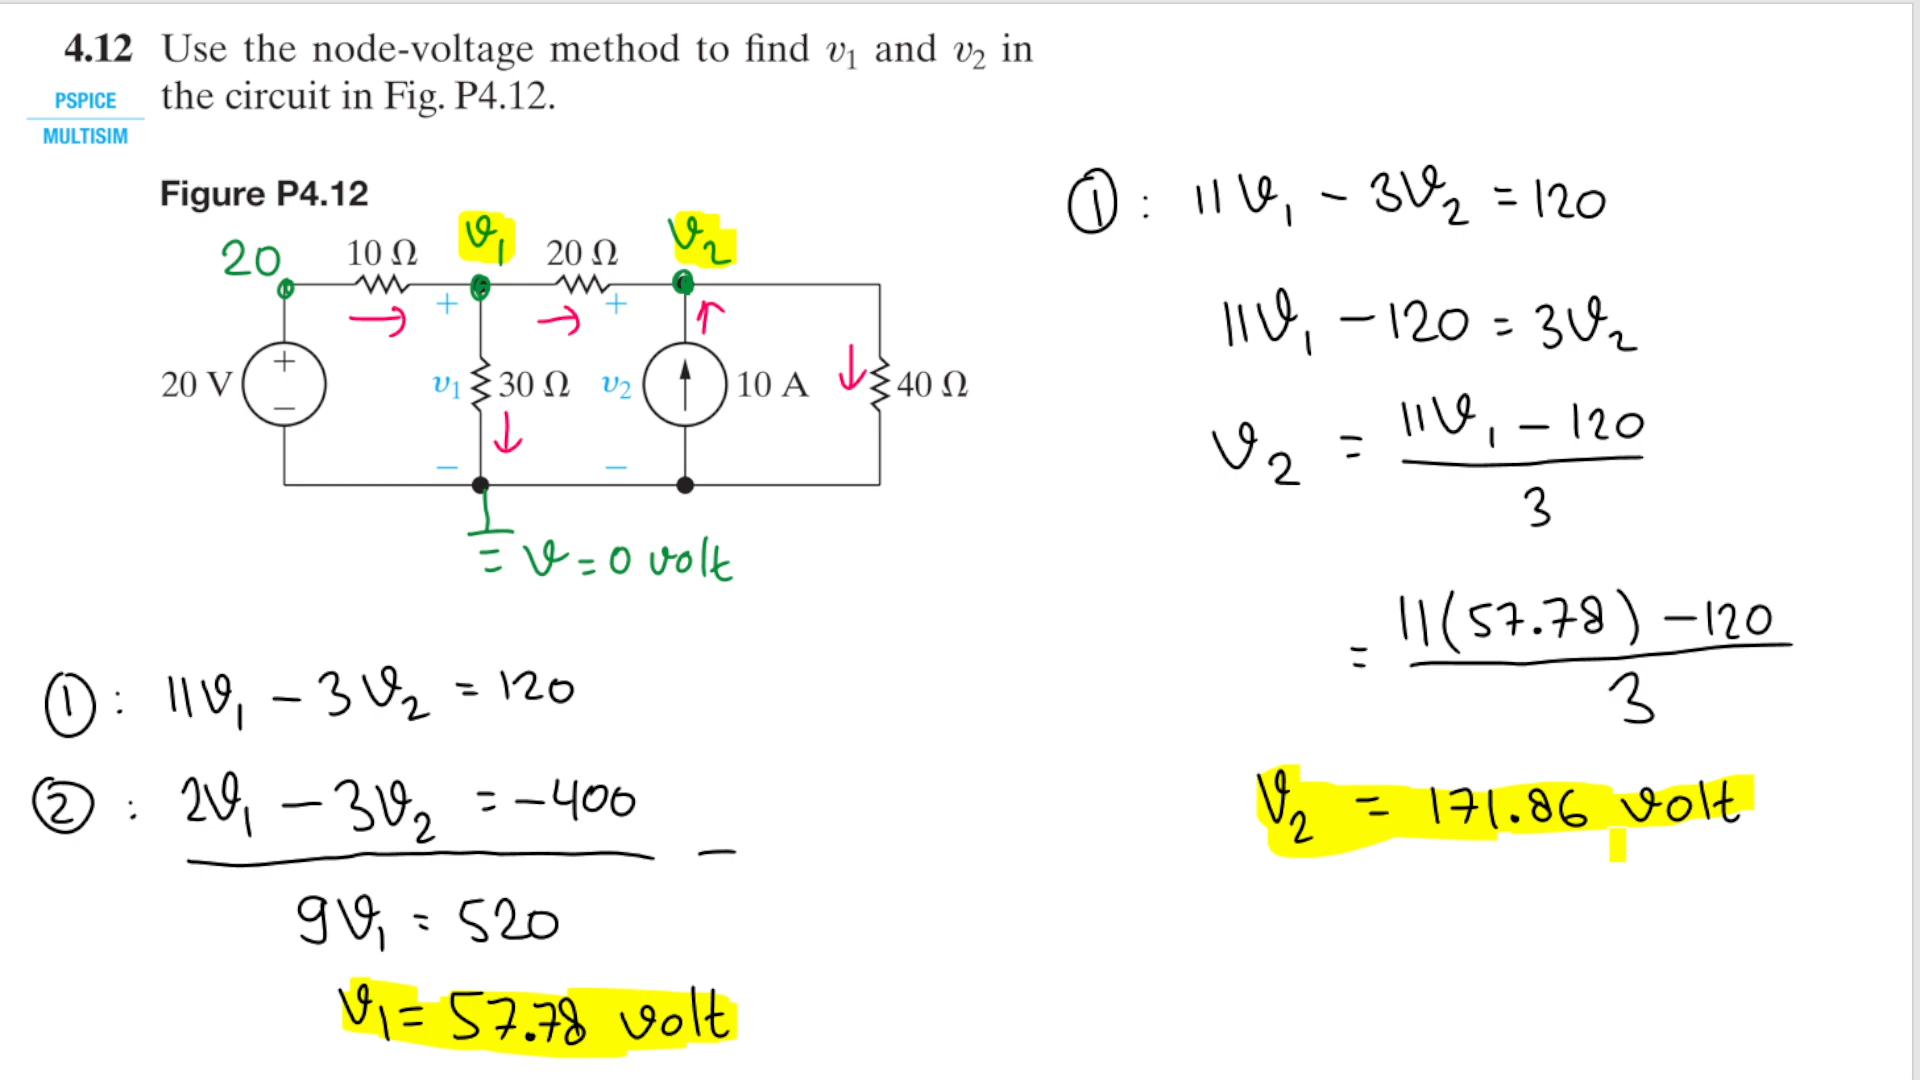 4.12 Use the node-voltage method to find v₁ and v₂ in
PSPICE the circuit in Fig. P4.12.
MULTISIM
Figure P4.12
20 10 Ω v₁ 20 Ω v₂
+ +
+
20 V v₁ 30 Ω v₂ 10 A 40 Ω
−
− −
= v = 0 volt
① : 11v₁ − 3v₂ = 120
② : 2v₁ − 3v₂ = −400
−
9v₁ = 520
v₁ = 57.78 volt
① : 11v₁ − 3v₂ = 120
11v₁ − 120 = 3v₂
v₂ = 11v₁ − 120
3
= 11(57.78) − 120
3
v₂ = 171.86 volt